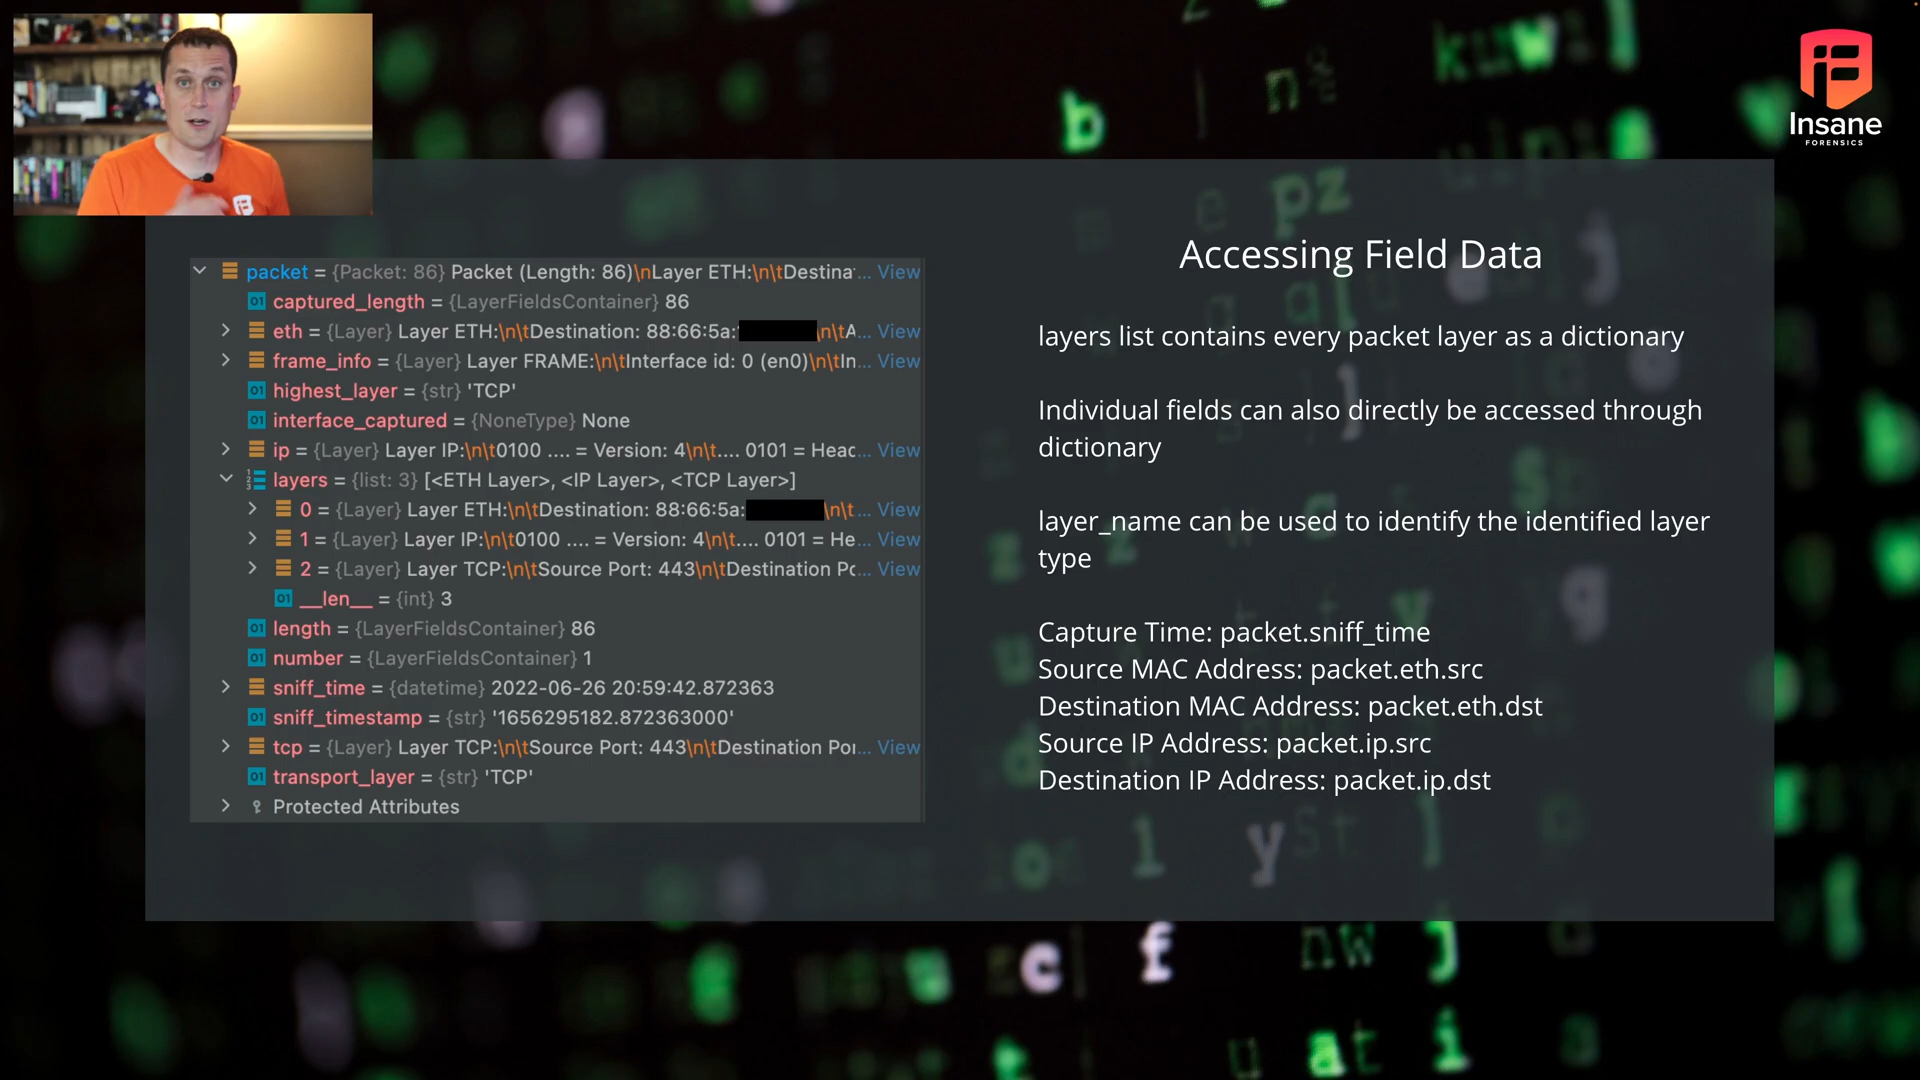 Insane
FORENSICS
packet = {Packet: 86} Packet (Length: 86)\nLayer ETH:\n\tDestina... View
captured_length = {LayerFieldsContainer} 86
eth = {Layer} Layer ETH:\n\tDestination: 88:66:5a: \n\tA... View
frame_info = {Layer} Layer FRAME:\n\tInterface id: 0 (en0)\n\tIn... View
highest_layer = {str} 'TCP'
interface_captured = {NoneType} None
ip = {Layer} Layer IP:\n\t0100 .... = Version: 4\n\t.... 0101 = Heac... View
layers = {list: 3} [<ETH Layer>, <IP Layer>, <TCP Layer>]
0 = {Layer} Layer ETH:\n\tDestination: 88:66:5a: \n\t... View
1 = {Layer} Layer IP:\n\t0100 .... = Version: 4\n\t.... 0101 = He... View
2 = {Layer} Layer TCP:\n\tSource Port: 443\n\tDestination Pc... View
__len__ = {int} 3
length = {LayerFieldsContainer} 86
number = {LayerFieldsContainer} 1
sniff_time = {datetime} 2022-06-26 20:59:42.872363
sniff_timestamp = {str} '1656295182.872363000'
tcp = {Layer} Layer TCP:\n\tSource Port: 443\n\tDestination Por... View
transport_layer = {str} 'TCP'
Protected Attributes
Accessing Field Data
layers list contains every packet layer as a dictionary
Individual fields can also directly be accessed through
dictionary
layer_name can be used to identify the identified layer
type
Capture Time: packet.sniff_time
Source MAC Address: packet.eth.src
Destination MAC Address: packet.eth.dst
Source IP Address: packet.ip.src
Destination IP Address: packet.ip.dst